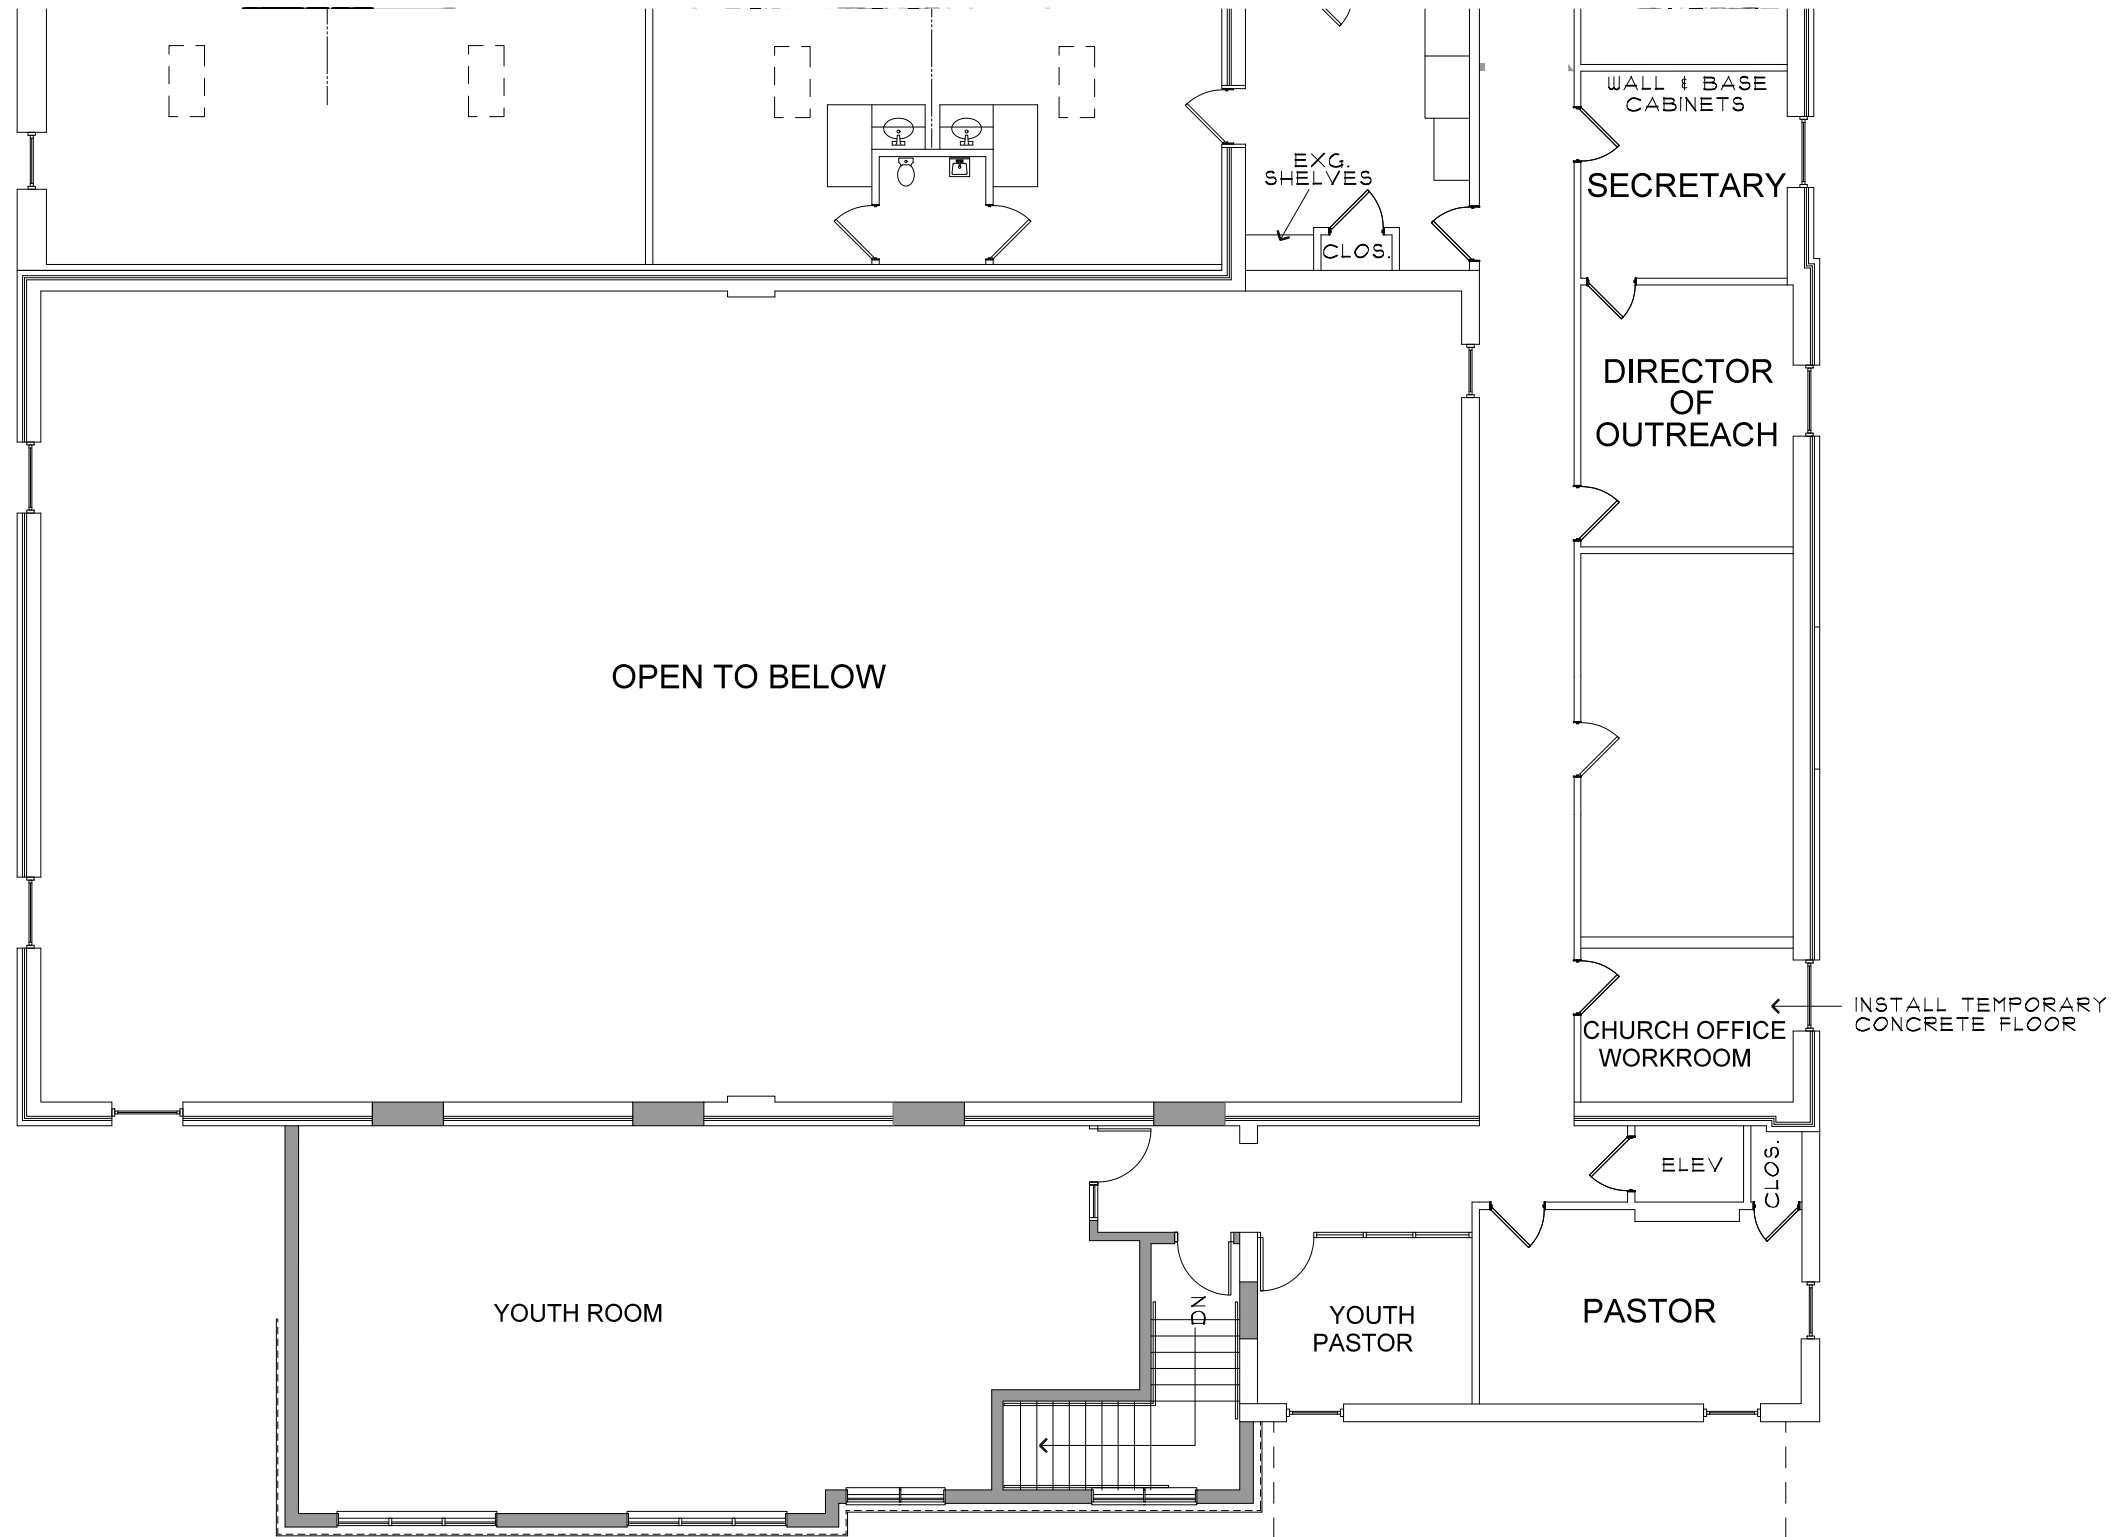 WALL & BASE
CABINETS
EXG.
SHELVES
SECRETARY
CLOS.
DIRECTOR
OF
OUTREACH
OPEN TO BELOW
INSTALL TEMPORARY
CONCRETE FLOOR
CHURCH OFFICE
WORKROOM
ELEV
CLOS.
YOUTH ROOM
DN
YOUTH
PASTOR
PASTOR